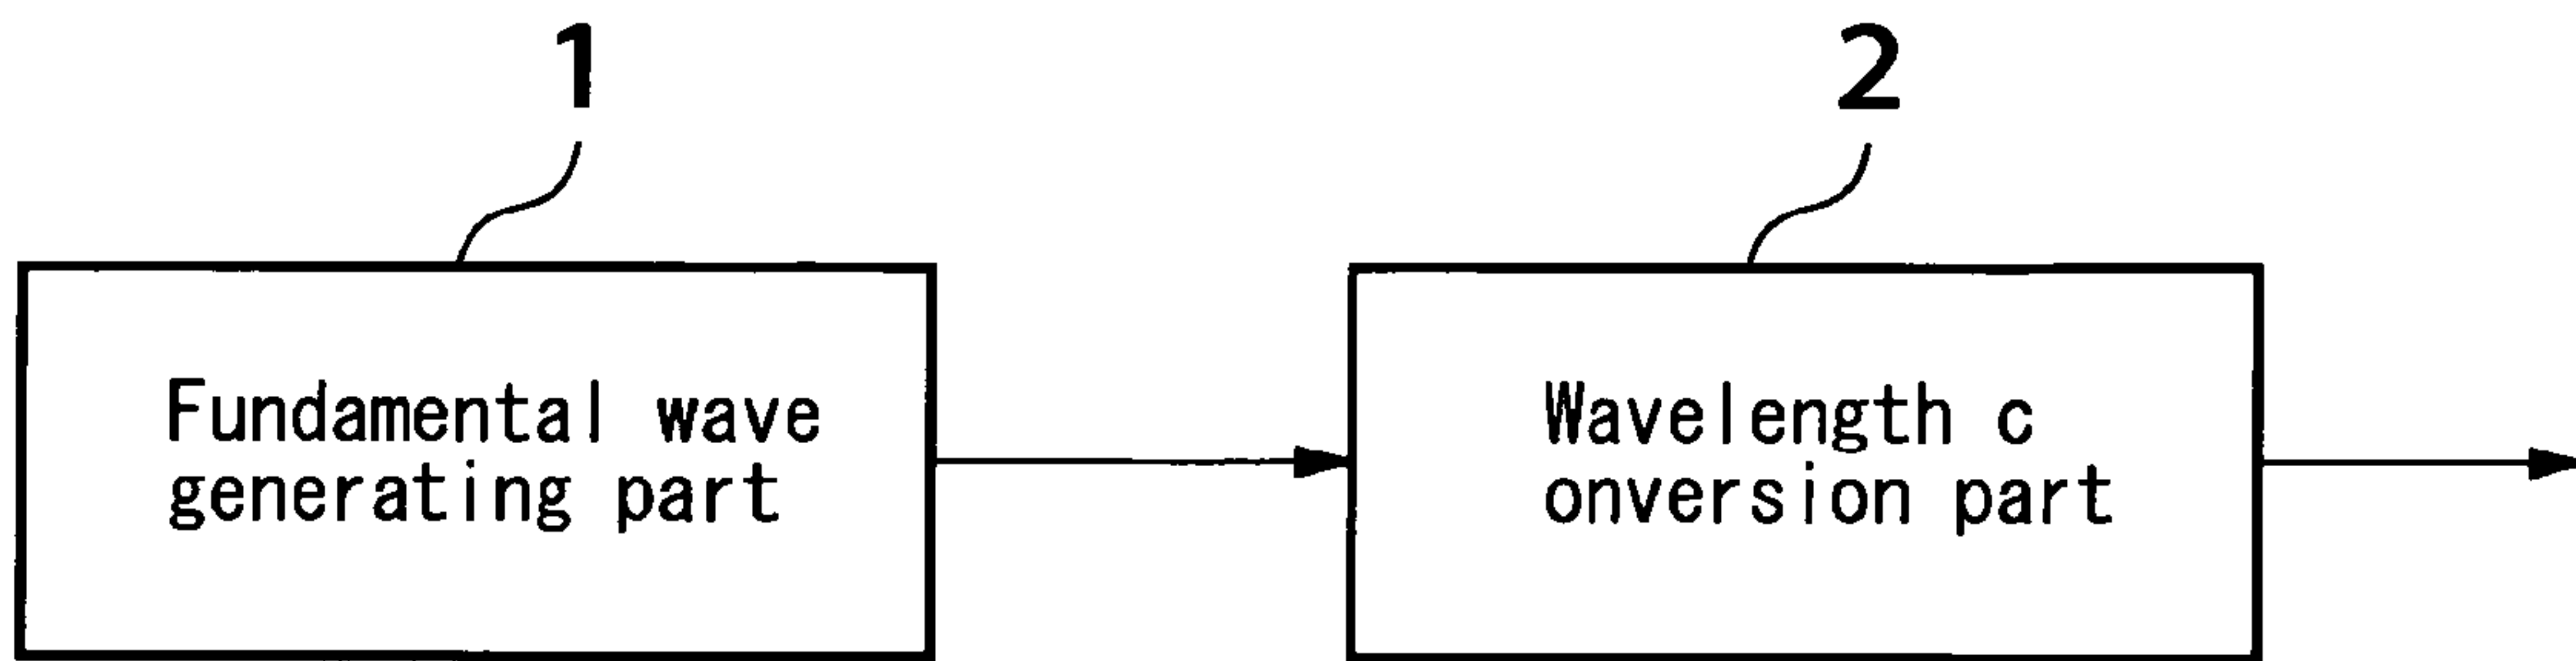 1
2
Fundamental wave
generating part
Wavelength c
onversion part